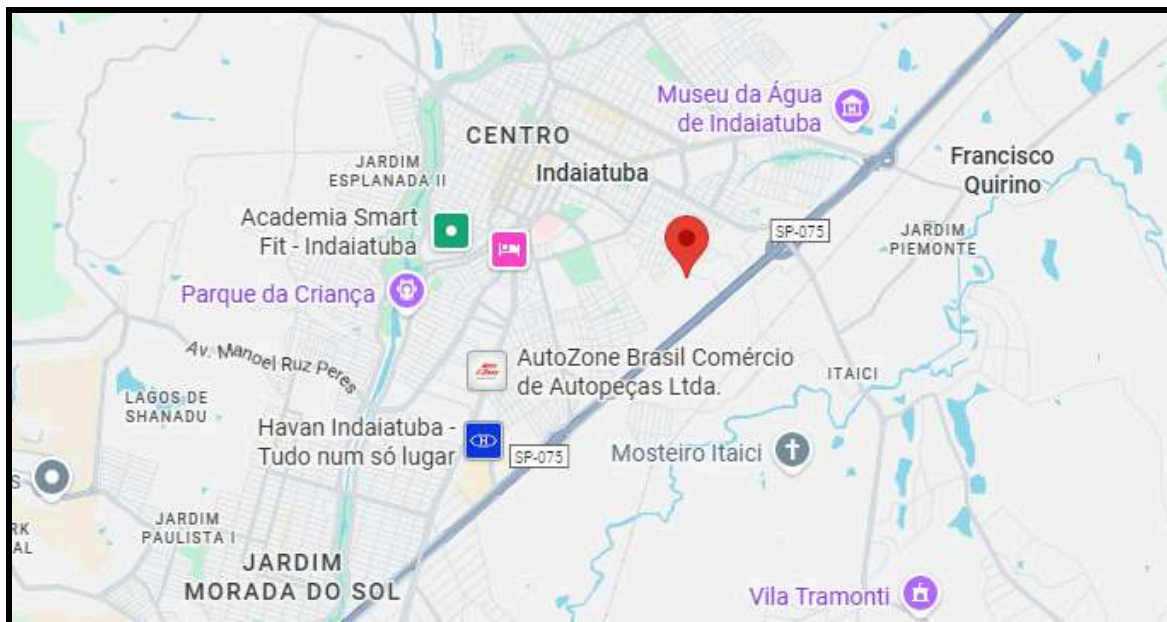 Museu da Água
de Indaiatuba
CENTRO
JARDIM
ESPLANADA II
Indaiatuba
Francisco
Quirino
Academia Smart
Fit - Indaiatuba
SP-075
JARDIM
PIEMONTE
Parque da Criança
Av. Manoel Ruz Peres
AutoZone Brasil Comércio
de Autopeças Ltda.
ITAICI
LAGOS DE
SHANADU
Havan Indaiatuba -
Tudo num só lugar
SP-075
Mosteiro Itaici
S
JARDIM
PAULISTA I
RK
AL
JARDIM
MORADA DO SOL
Vila Tramonti